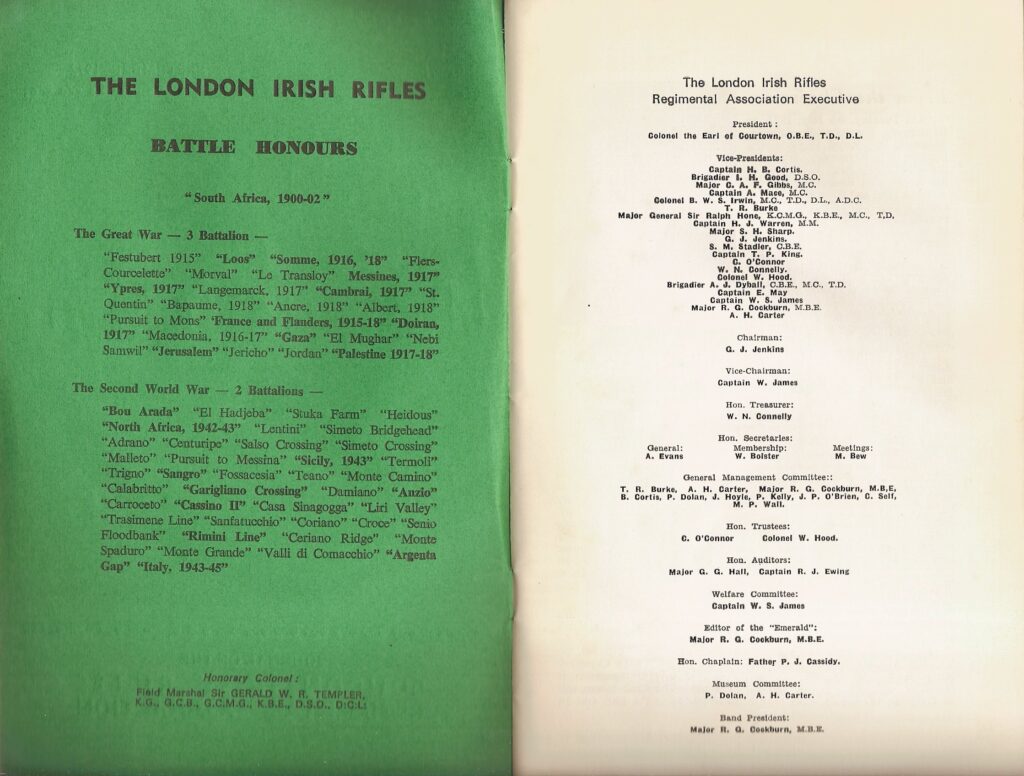 THE LONDON IRISH RIFLES
BATTLE HONOURS
"South Africa, 1900-02"
The Great War — 3 Battalion —
"Festubert 1915" "Loos" "Somme, 1916, '18" "Flers-
Courcelette" "Morval" "Le Transloy" Messines, 1917"
"Ypres, 1917" "Langemarck, 1917" "Cambrai, 1917" "St.
Quentin" "Bapaume, 1918" "Ancre, 1918" "Albert, 1918"
"Pursuit to Mons" 'France and Flanders, 1915-18" "Doiran,
1917" "Macedonia, 1916-17" "Gaza" "El Mughar" "Nebi
Samwil" "Jerusalem" "Jericho" "Jordan" "Palestine 1917-18"
The Second World War — 2 Battalions —
"Bou Arada" "El Hadjeba" "Stuka Farm" "Heidous"
"North Africa, 1942-43" "Lentini" "Simeto Bridgehead"
"Adrano" "Centuripe" "Salso Crossing" "Simeto Crossing"
"Malleto" "Pursuit to Messina" "Sicily, 1943" "Termoli"
"Trigno" "Sangro" "Fossacesia" "Teano" "Monte Camino"
"Calabritto" "Garigliano Crossing" "Damiano" "Anzio"
"Carroceto" "Cassino II" "Casa Sinagogga" "Liri Valley"
"Trasimene Line" "Sanfatucchio" "Coriano" "Croce" "Senio
Floodbank" "Rimini Line" "Ceriano Ridge" "Monte
Spaduro" "Monte Grande" "Valli di Comacchio" "Argenta
Gap" "Italy, 1943-45"
Honorary Colonel:
Field Marshal Sir GERALD W. R. TEMPLER,
K.G., G.C.B., G.C.M.G., K.B.E., D.S.O., D.C.L.
The London Irish Rifles
Regimental Association Executive
President :
Colonel the Earl of Courtown, O.B.E., T.D., D.L.
Vice-Presidents:
Captain H. B. Cortis.
Brigadier I. H. Good, D.S.O.
Major C. A. F. Gibbs, M.C.
Captain A. Mace, M.C.
Colonel B. W. S. Irwin, M.C., T.D., D.L., A.D.C.
T. R. Burke
Major General Sir Ralph Hone, K.C.M.G., K.B.E., M.C., T,D,
Captain H. J. Warren, M.M.
Major S. H. Sharp.
G. J. Jenkins.
S. M. Stadler, C.B.E.
Captain T. P. King.
C. O'Connor
W. N. Connelly.
Colonel W. Hood.
Brigadier A. J. Dyball, C.B.E., M.C., T.D.
Captain E. May
Captain W. S. James
Major R. G. Cockburn, M.B.E.
A. H. Carter
Chairman:
G. J. Jenkins
Vice-Chairman:
Captain W. James
Hon. Treasurer:
W. N. Connelly
Hon. Secretaries:
General: Membership: Meetings:
A. Evans W. Bolster M. Bew
General Management Committee::
T. R. Burke, A. H. Carter, Major R. G. Cockburn, M.B,E,
B. Cortis, P. Dolan, J. Hoyle, P. Kelly, J. P. O'Brien, C. Self,
M. P. Wall.
Hon. Trustees:
C. O'Connor Colonel W. Hood.
Hon. Auditors:
Major G. G. Hall, Captain R. J. Ewing
Welfare Committee:
Captain W. S. James
Editor of the "Emerald":
Major R. G. Cockburn, M.B.E.
Hon. Chaplain: Father P. J. Cassidy.
Museum Committee:
P. Dolan, A. H. Carter.
Band President:
Major R. G. Cockburn, M.B.E.